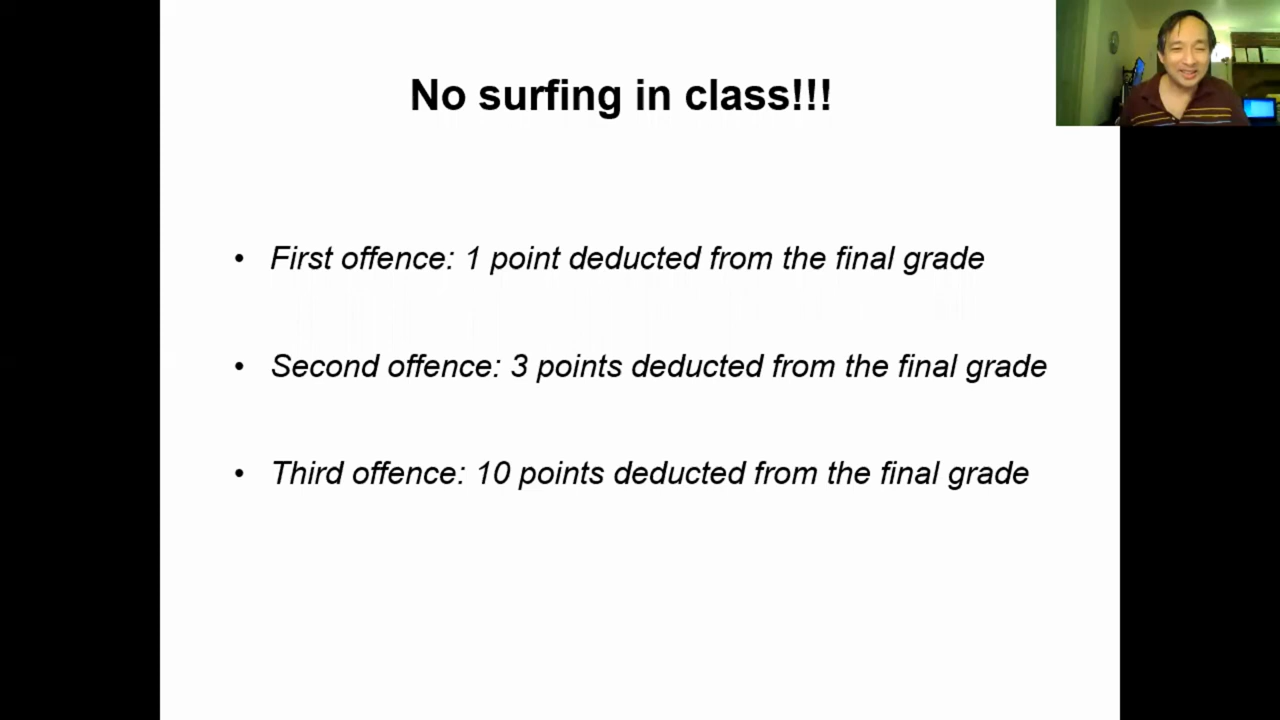 No surfing in class!!!
• First offence: 1 point deducted from the final grade
• Second offence: 3 points deducted from the final grade
• Third offence: 10 points deducted from the final grade